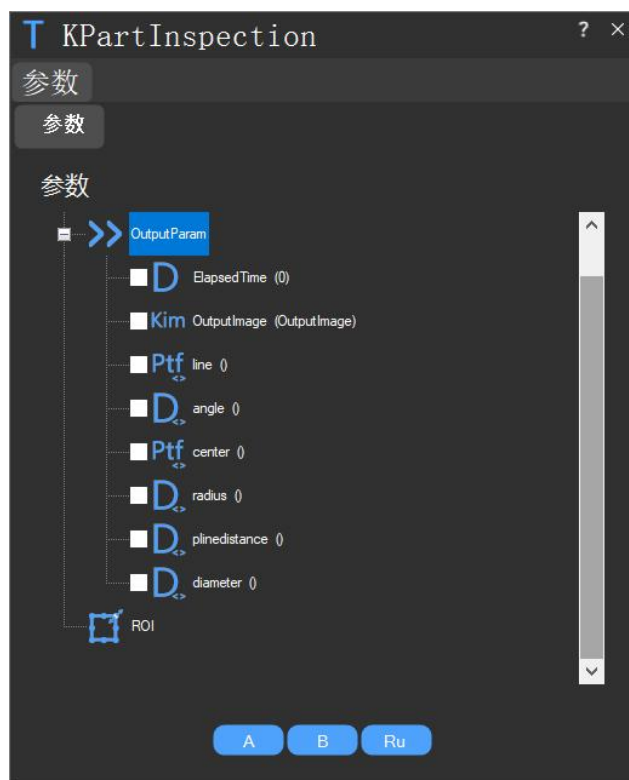 T KPartInspection ? ×
参数
参数
参数
OutputParam
D ElapsedTime (0)
Kim OutputImage (OutputImage)
Ptf<> line ()
D<> angle ()
Ptf<> center ()
D<> radius ()
D<> plinedistance ()
D<> diameter ()
ROI
A B Ru